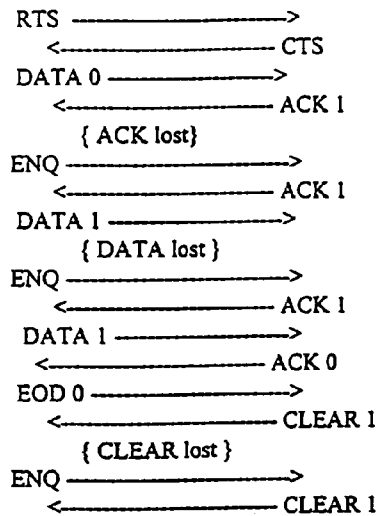 RTS ------------------>
<------------------ CTS
DATA 0 ------------------>
<------------------ ACK 1
{ ACK lost}
ENQ ------------------>
<------------------ ACK 1
DATA 1 ------------------>
{ DATA lost }
ENQ ------------------>
<------------------ ACK 1
DATA 1 ------------------>
<------------------ ACK 0
EOD 0 ------------------>
<------------------ CLEAR 1
{ CLEAR lost }
ENQ ------------------>
<------------------ CLEAR 1